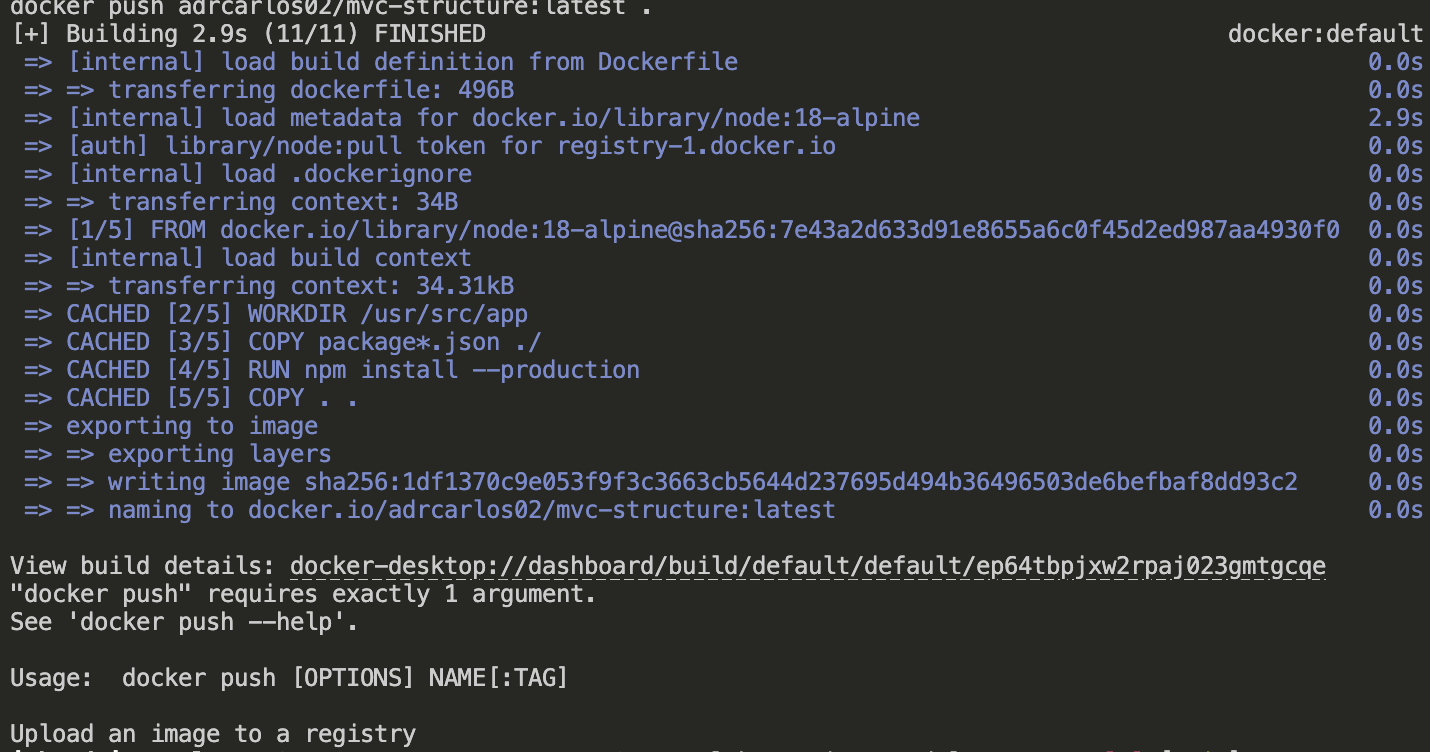 docker push adrcarlos02/mvc-structure:latest .
[+] Building 2.9s (11/11) FINISHED docker:default
=> [internal] load build definition from Dockerfile 0.0s
=> => transferring dockerfile: 496B 0.0s
=> [internal] load metadata for docker.io/library/node:18-alpine 2.9s
=> [auth] library/node:pull token for registry-1.docker.io 0.0s
=> [internal] load .dockerignore 0.0s
=> => transferring context: 34B 0.0s
=> [1/5] FROM docker.io/library/node:18-alpine@sha256:7e43a2d633d91e8655a6c0f45d2ed987aa4930f0 0.0s
=> [internal] load build context 0.0s
=> => transferring context: 34.31kB 0.0s
=> CACHED [2/5] WORKDIR /usr/src/app 0.0s
=> CACHED [3/5] COPY package*.json ./ 0.0s
=> CACHED [4/5] RUN npm install --production 0.0s
=> CACHED [5/5] COPY . . 0.0s
=> exporting to image 0.0s
=> => exporting layers 0.0s
=> => writing image sha256:1df1370c9e053f9f3c3663cb5644d237695d494b36496503de6befbaf8dd93c2 0.0s
=> => naming to docker.io/adrcarlos02/mvc-structure:latest 0.0s
View build details: docker-desktop://dashboard/build/default/default/ep64tbpjxw2rpaj023gmtgcqe
"docker push" requires exactly 1 argument.
See 'docker push --help'.
Usage:  docker push [OPTIONS] NAME[:TAG]
Upload an image to a registry